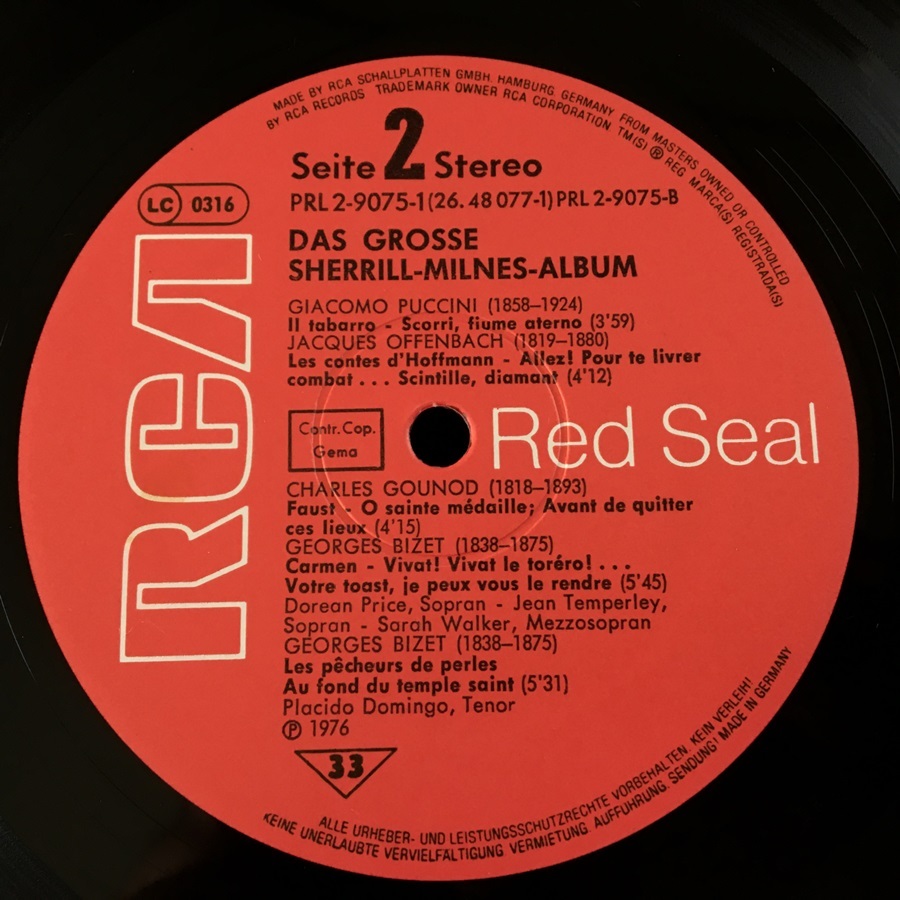 MADE BY RCA SCHALLPLATTEN GMBH. HAMBURG, GERMANY FROM MASTERS OWNED OR CONTROLLED
BY RCA RECORDS TRADEMARK OWNER RCA CORPORATION. TM(S) ® REG MARCA(S) REGISTRADA(S)
Seite 2 Stereo
LC 0316
PRL 2-9075-1 (26. 48 077-1) PRL 2-9075-B
RCA
DAS GROSSE
SHERRILL-MILNES-ALBUM
GIACOMO PUCCINI (1858–1924)
Il tabarro - Scorri, fiume aterno (3'59)
JACQUES OFFENBACH (1819–1880)
Les contes d'Hoffmann - Allez! Pour te livrer
combat . . . Scintille, diamant (4'12)
Contr. Cop.
Gema
Red Seal
CHARLES GOUNOD (1818–1893)
Faust - O sainte médaille; Avant de quitter
ces lieux (4'15)
GEORGES BIZET (1838–1875)
Carmen - Vivat! Vivat le toréro! . . .
Votre toast, je peux vous le rendre (5'45)
Dorean Price, Sopran - Jean Temperley,
Sopran - Sarah Walker, Mezzosopran
GEORGES BIZET (1838–1875)
Les pêcheurs de perles
Au fond du temple saint (5'31)
Placido Domingo, Tenor
℗ 1976
33
ALLE URHEBER- UND LEISTUNGSSCHUTZRECHTE VORBEHALTEN. KEIN VERLEIH!
KEINE UNERLAUBTE VERVIELFÄLTIGUNG, VERMIETUNG, AUFFÜHRUNG, SENDUNG! MADE IN GERMANY